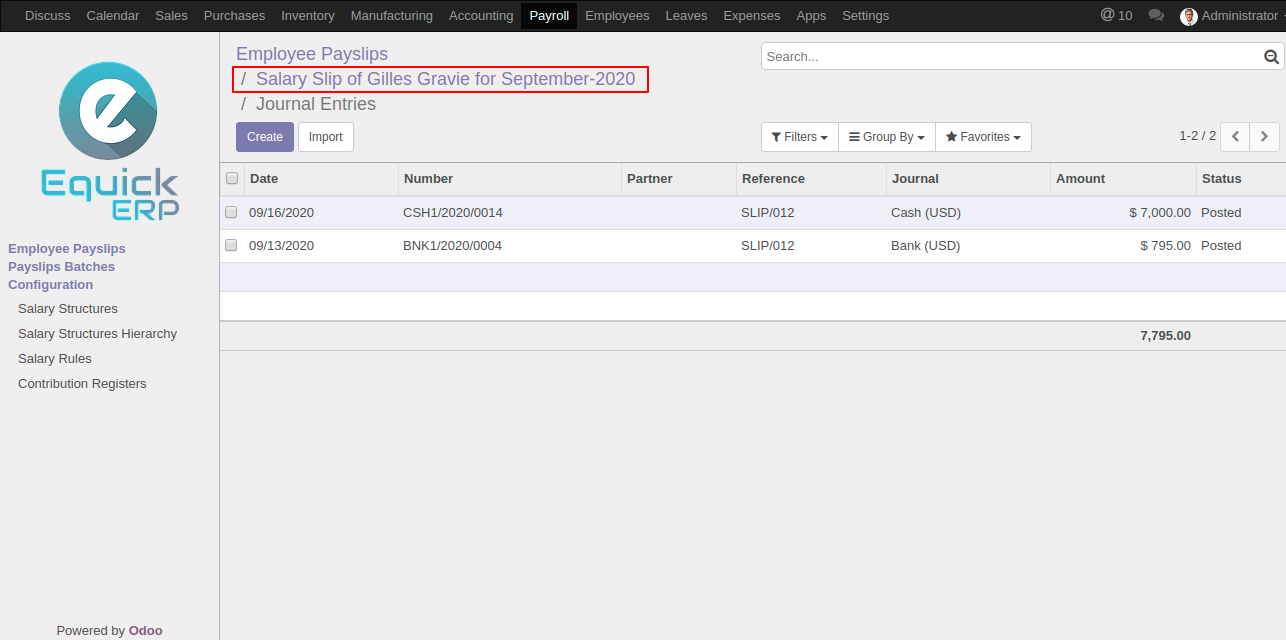 Discuss Calendar Sales Purchases Inventory Manufacturing Accounting Payroll Employees Leaves Expenses Apps Settings @ 10 Administrator
Equick
ERP
Employee Payslips
Payslips Batches
Configuration
Salary Structures
Salary Structures Hierarchy
Salary Rules
Contribution Registers
Powered by Odoo
Employee Payslips
/ Salary Slip of Gilles Gravie for September-2020
/ Journal Entries
Search...
Create Import
Filters Group By Favorites 1-2 / 2
Date Number Partner Reference Journal Amount Status
09/16/2020 CSH1/2020/0014 SLIP/012 Cash (USD) $ 7,000.00 Posted
09/13/2020 BNK1/2020/0004 SLIP/012 Bank (USD) $ 795.00 Posted
7,795.00